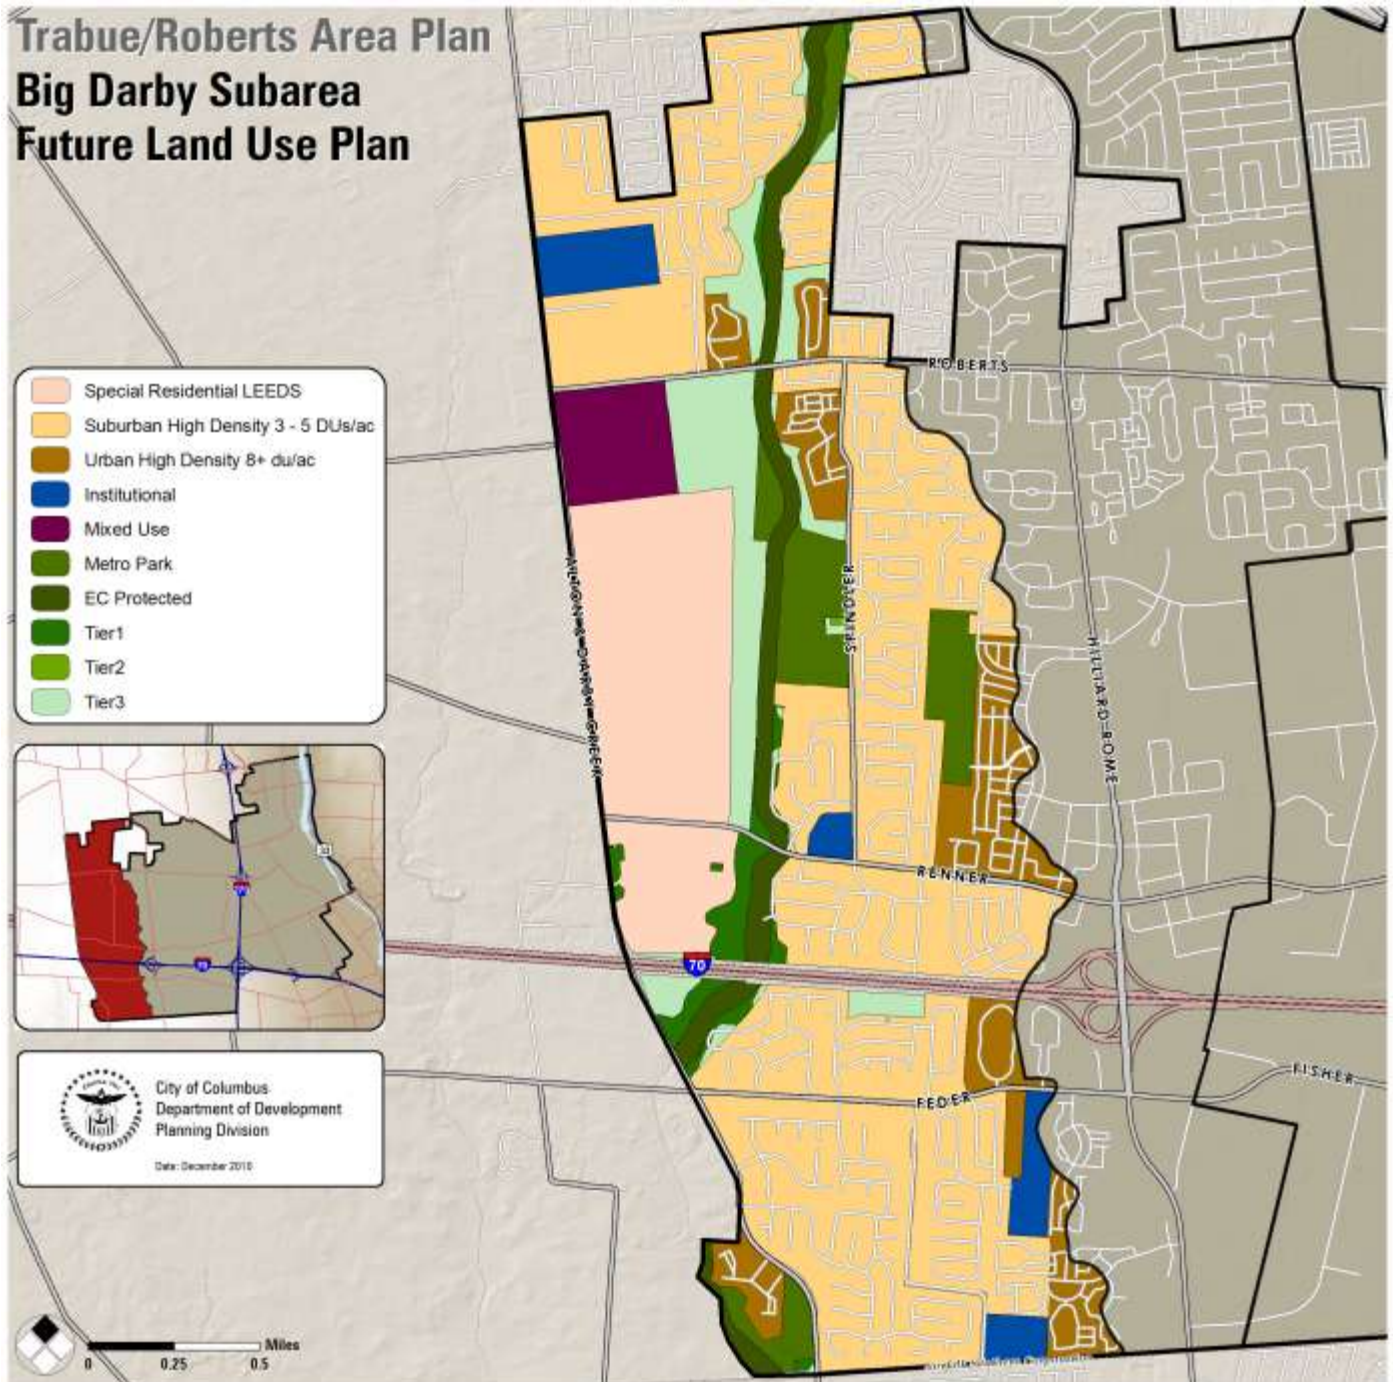 Trabue/Roberts Area Plan
Big Darby Subarea
Future Land Use Plan
Special Residential LEEDS
Suburban High Density 3 - 5 DUs/ac
Urban High Density 8+ du/ac
Institutional
Mixed Use
Metro Park
EC Protected
Tier1
Tier2
Tier3
ROBERTS
SPINDLER
HILLIARD-ROME
RENNER
70
FISHER
FEDER
City of Columbus
Department of Development
Planning Division
Date: December 2010
Miles
0
0.25
0.5